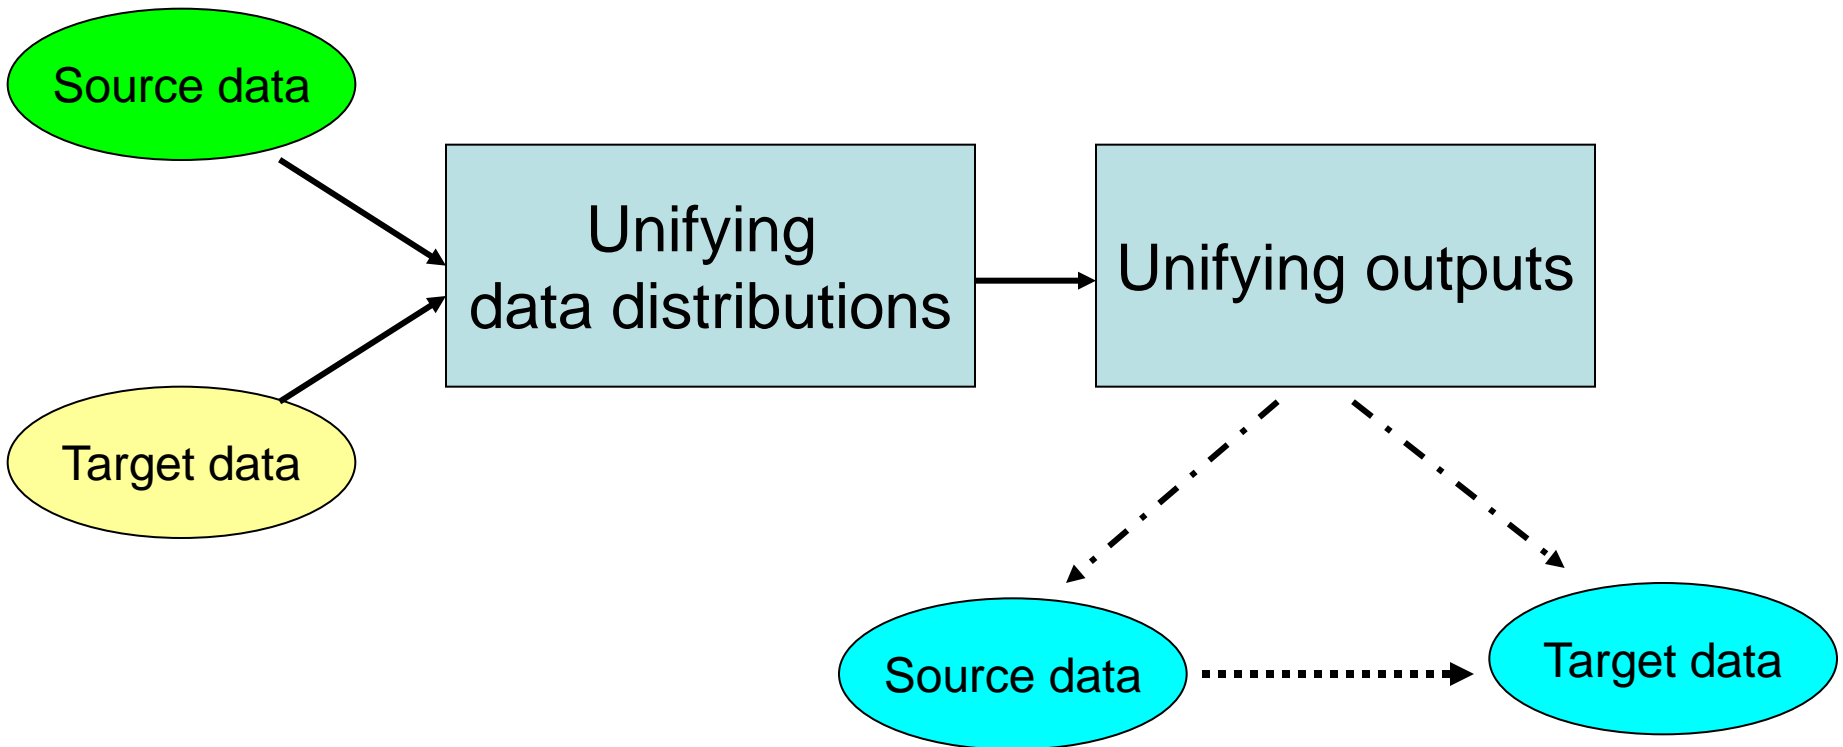 Source data
Unifying
data distributions
Unifying outputs
Target data
Source data
Target data